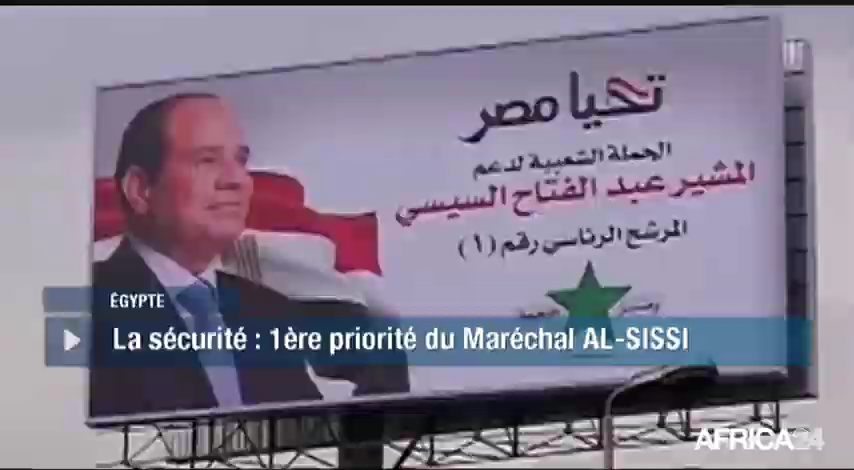 تحيا مصر
الحملة الشعبية لدعم
المشير عبد الفتاح السيسي
المرشح الرئاسي رقم (١)
ÉGYPTE
La sécurité : 1ère priorité du Maréchal AL-SISSI
AFRICA24